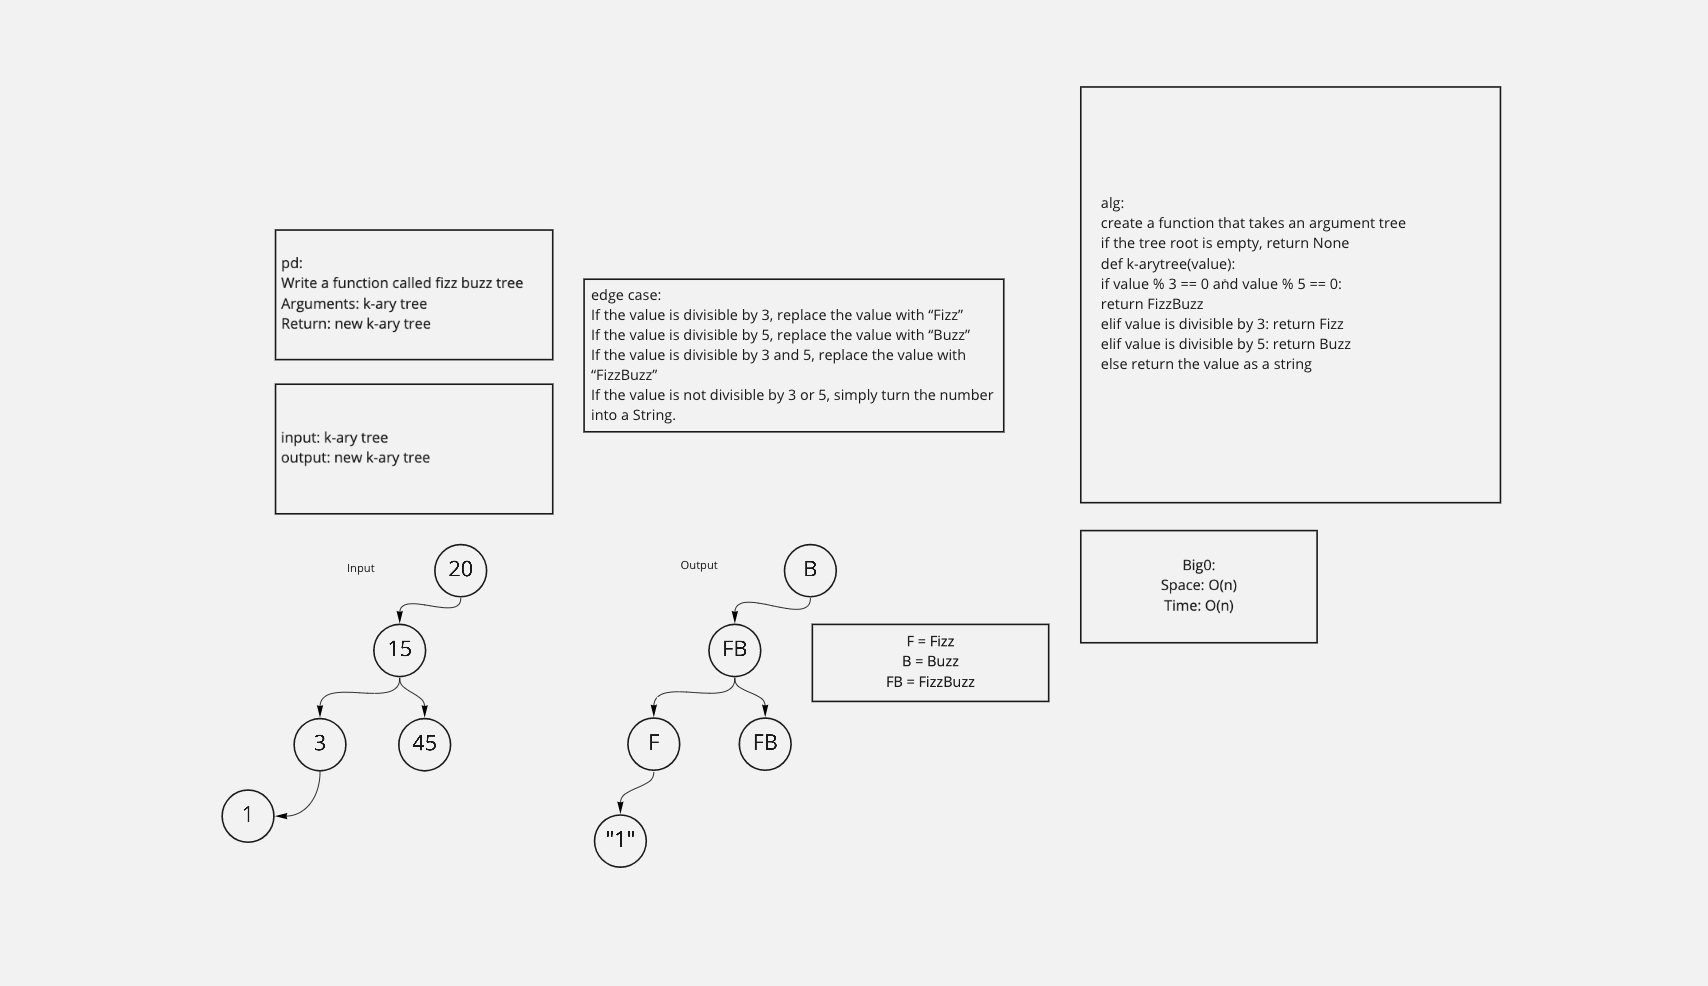 pd:
Write a function called fizz buzz tree
Arguments: k-ary tree
Return: new k-ary tree
input: k-ary tree
output: new k-ary tree
edge case:
If the value is divisible by 3, replace the value with “Fizz”
If the value is divisible by 5, replace the value with “Buzz”
If the value is divisible by 3 and 5, replace the value with
“FizzBuzz”
If the value is not divisible by 3 or 5, simply turn the number
into a String.
alg:
create a function that takes an argument tree
if the tree root is empty, return None
def k-arytree(value):
if value % 3 == 0 and value % 5 == 0:
return FizzBuzz
elif value is divisible by 3: return Fizz
elif value is divisible by 5: return Buzz
else return the value as a string
Big0:
Space: O(n)
Time: O(n)
Input
20
15
3
45
1
Output
B
FB
F
FB
"1"
F = Fizz
B = Buzz
FB = FizzBuzz